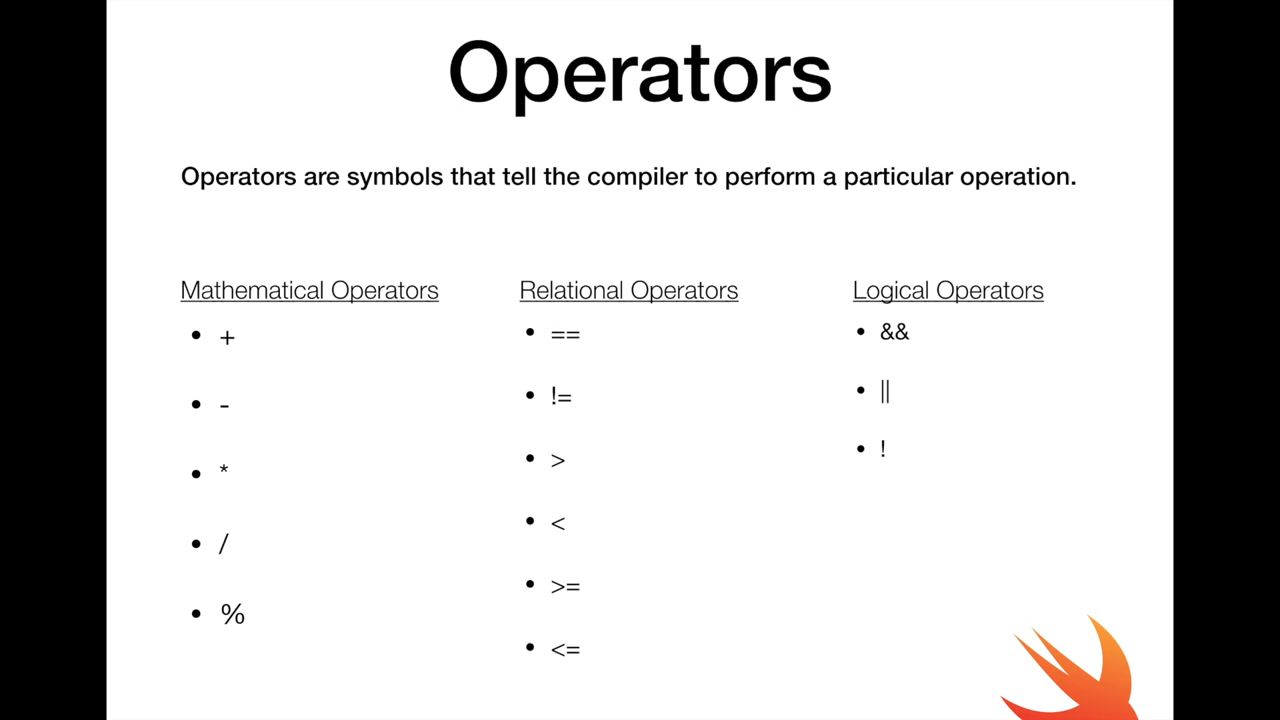 Operators
Operators are symbols that tell the compiler to perform a particular operation.
Mathematical Operators
• +
• -
• *
• /
• %
Relational Operators
• ==
• !=
• >
• <
• >=
• <=
Logical Operators
• &&
• ||
• !